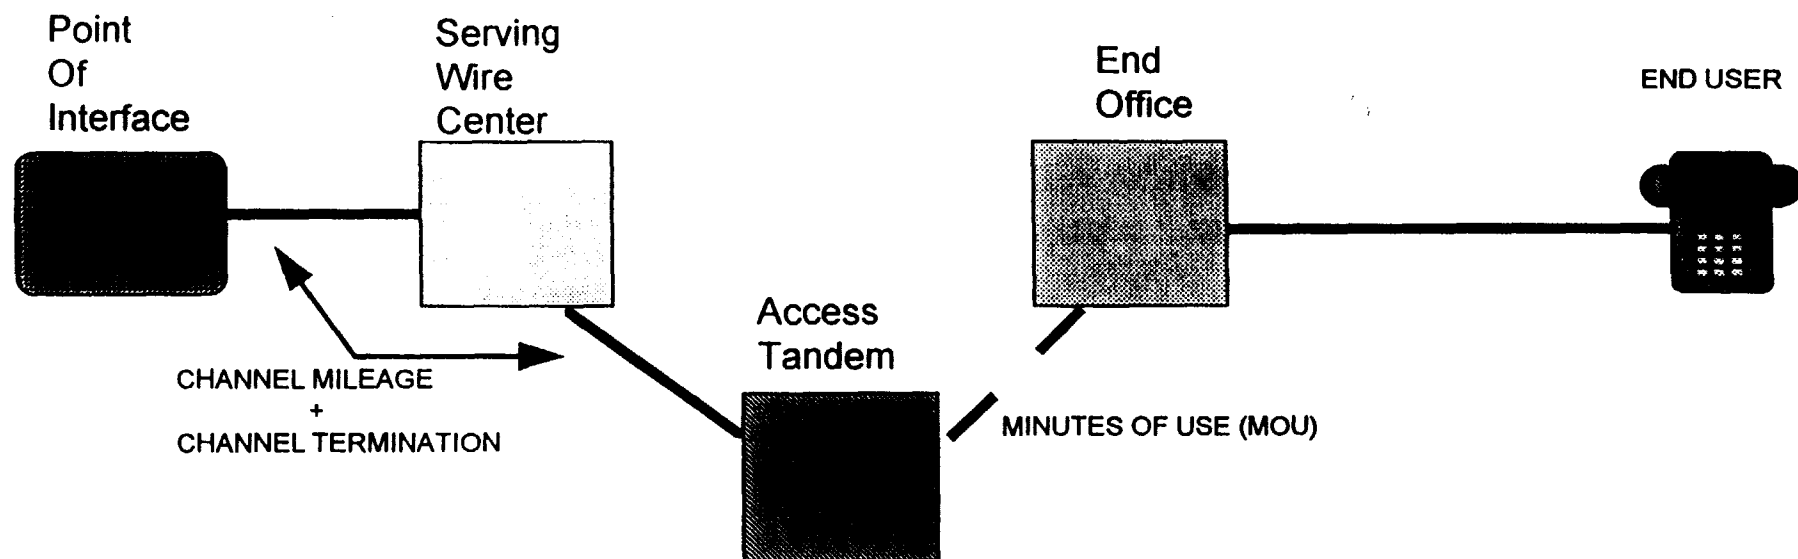 Point
Of
Interface
Serving
Wire
Center
End
Office
END USER
Access
Tandem
CHANNEL MILEAGE
+
CHANNEL TERMINATION
MINUTES OF USE (MOU)